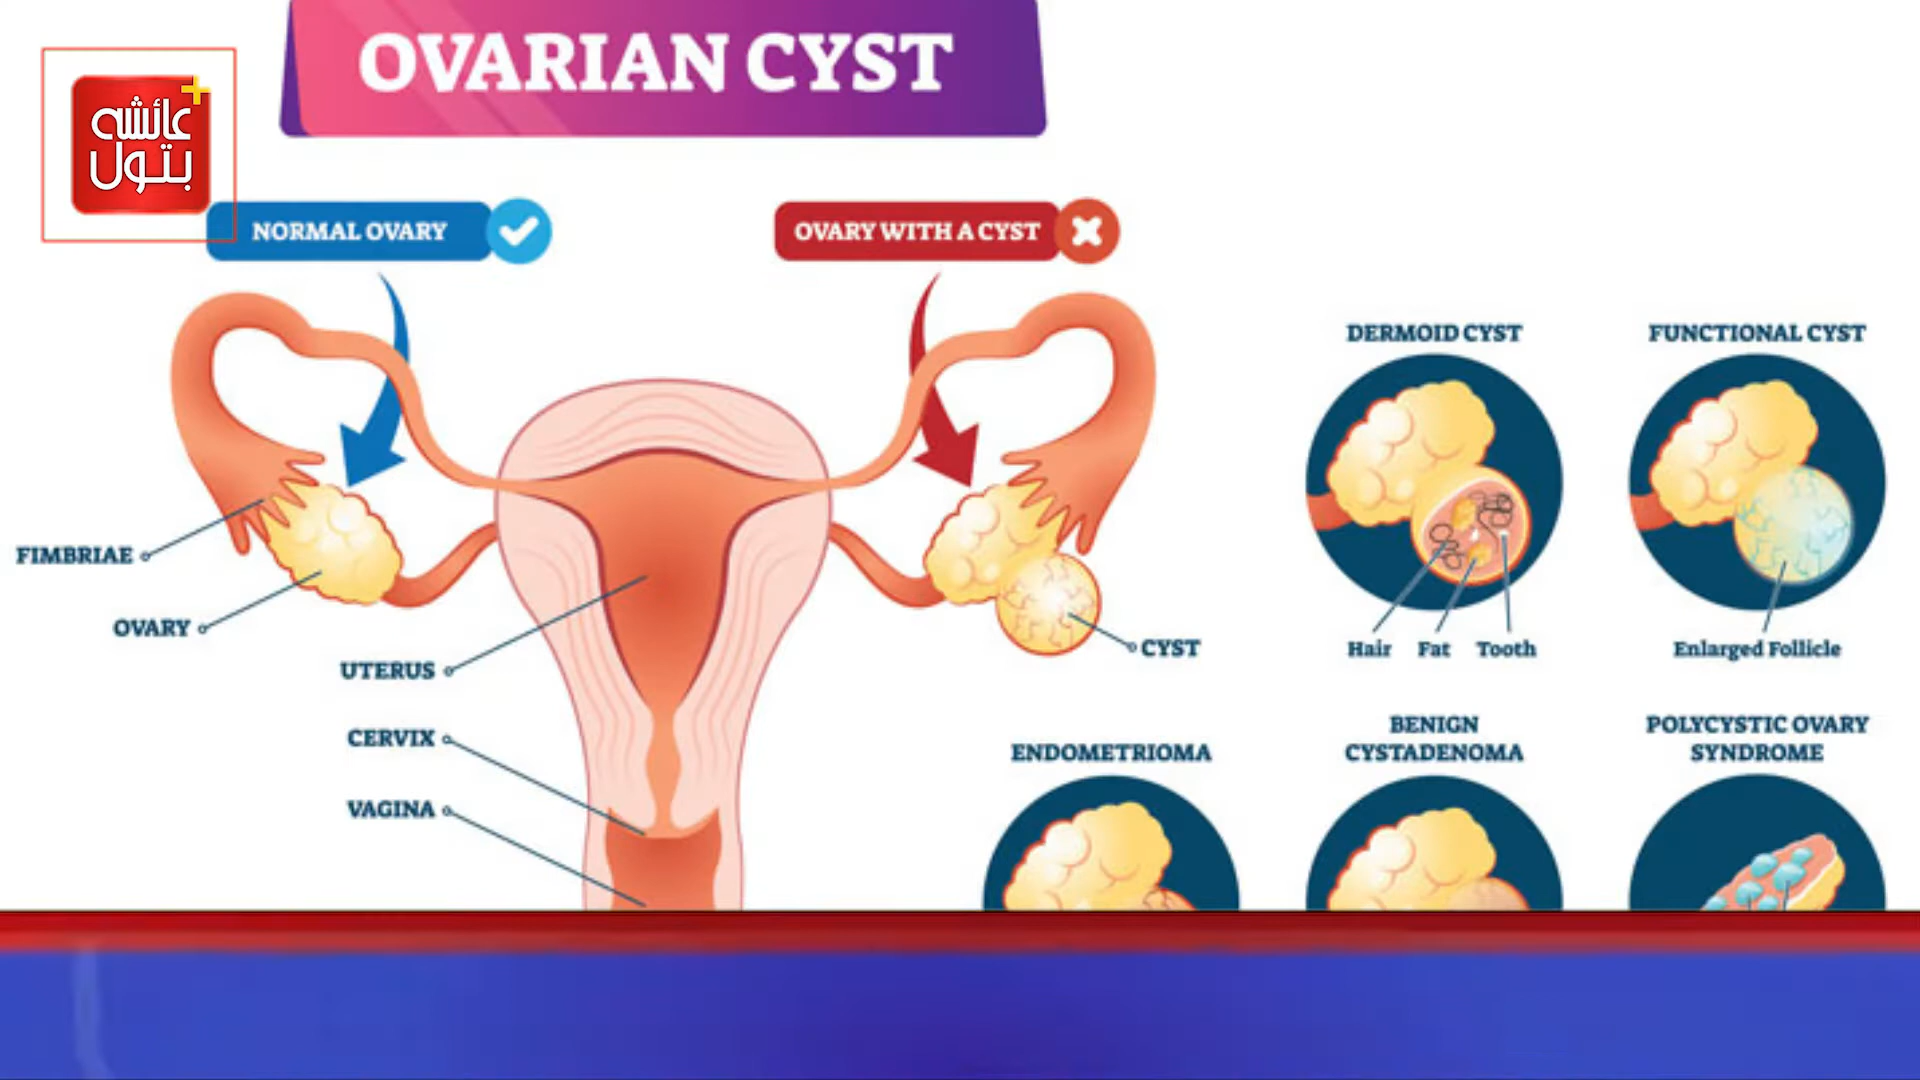 OVARIAN CYST
عائشه
بتول
NORMAL OVARY
OVARY WITH A CYST
FIMBRIAE
OVARY
UTERUS
CERVIX
VAGINA
CYST
DERMOID CYST
Hair Fat Tooth
FUNCTIONAL CYST
Enlarged Follicle
ENDOMETRIOMA
BENIGN
CYSTADENOMA
POLYCYSTIC OVARY
SYNDROME